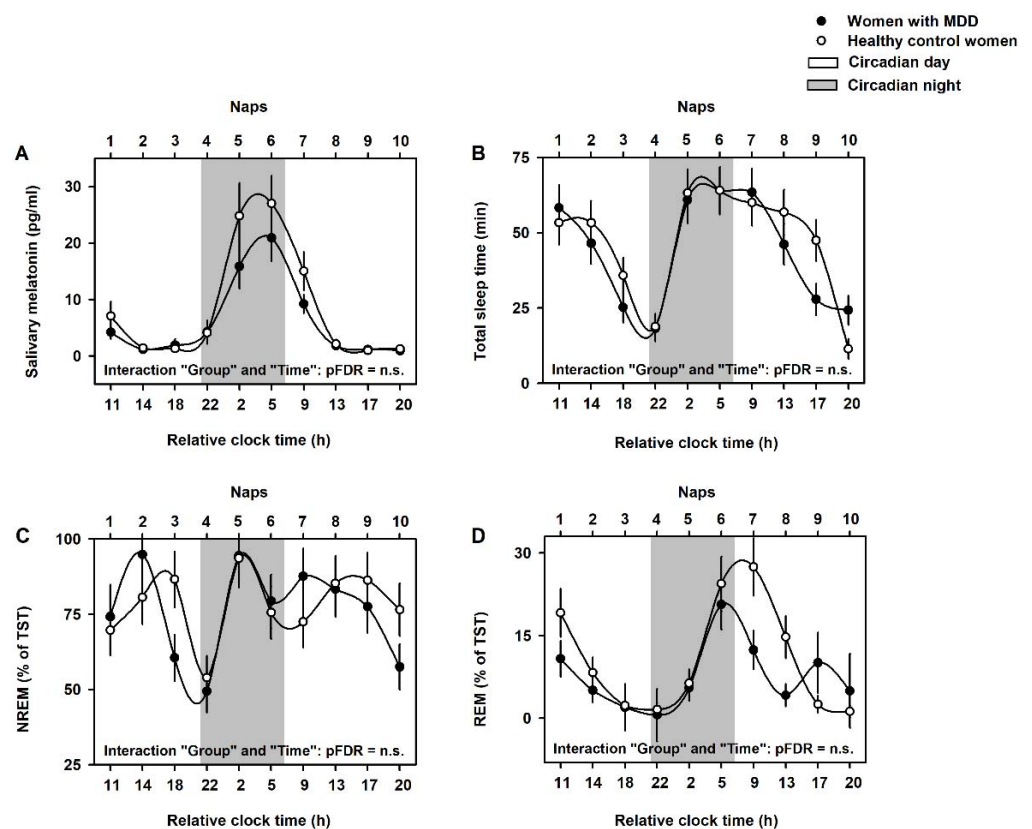 Women with MDD
Healthy control women
Circadian day
Circadian night
Naps
1 2 3 4 5 6 7 8 9 10
A
Salivary melatonin (pg/ml)
30
20
10
0
Interaction "Group" and "Time": pFDR = n.s.
11 14 18 22 2 5 9 13 17 20
Relative clock time (h)
Naps
1 2 3 4 5 6 7 8 9 10
B
Total sleep time (min)
75
50
25
0
Interaction "Group" and "Time": pFDR = n.s.
11 14 18 22 2 5 9 13 17 20
Relative clock time (h)
Naps
1 2 3 4 5 6 7 8 9 10
C
NREM (% of TST)
100
75
50
25
Interaction "Group" and "Time": pFDR = n.s.
11 14 18 22 2 5 9 13 17 20
Relative clock time (h)
Naps
1 2 3 4 5 6 7 8 9 10
D
REM (% of TST)
30
15
0
Interaction "Group" and "Time": pFDR = n.s.
11 14 18 22 2 5 9 13 17 20
Relative clock time (h)